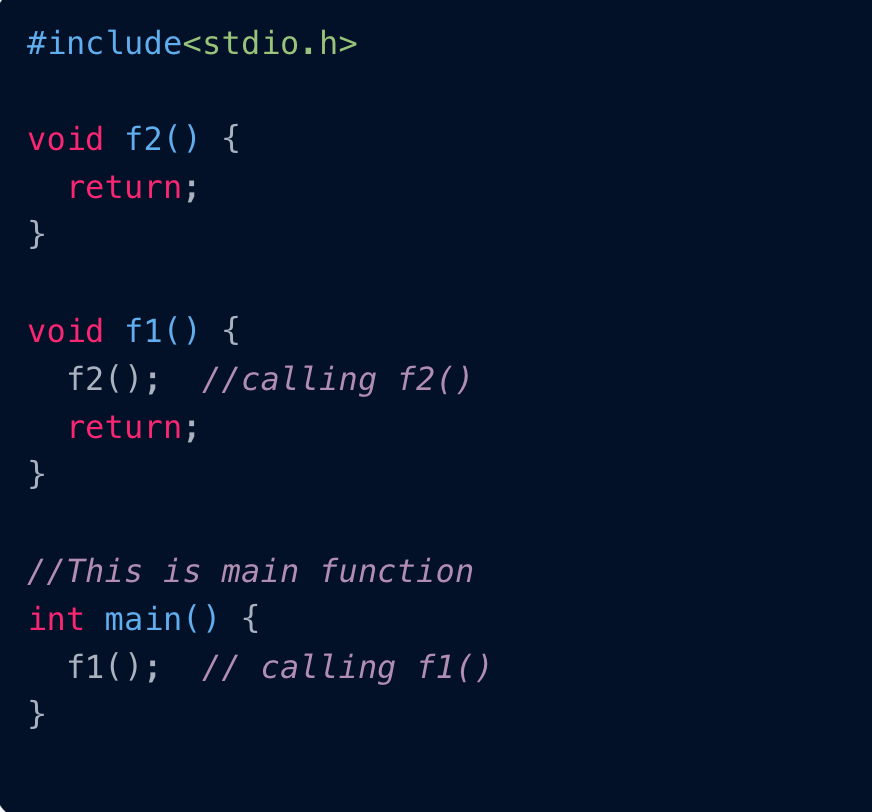 #include<stdio.h>

void f2() {
  return;
}

void f1() {
  f2();  //calling f2()
  return;
}

//This is main function
int main() {
  f1();  // calling f1()
}